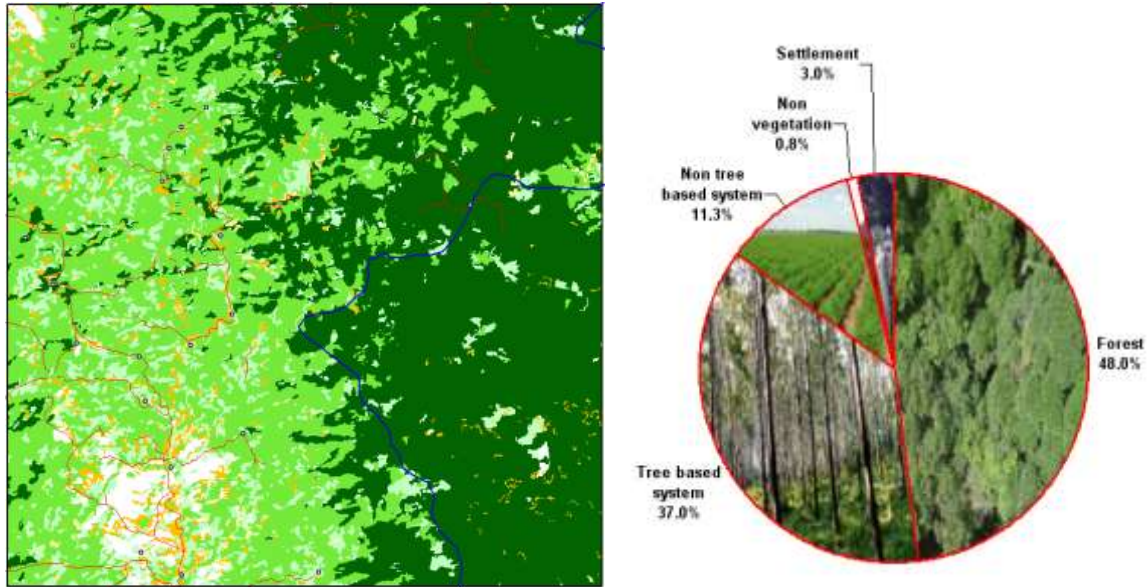 Settlement
3.0%
Non
vegetation
0.8%
Non tree
based system
11.3%
Forest
48.0%
Tree based
system
37.0%